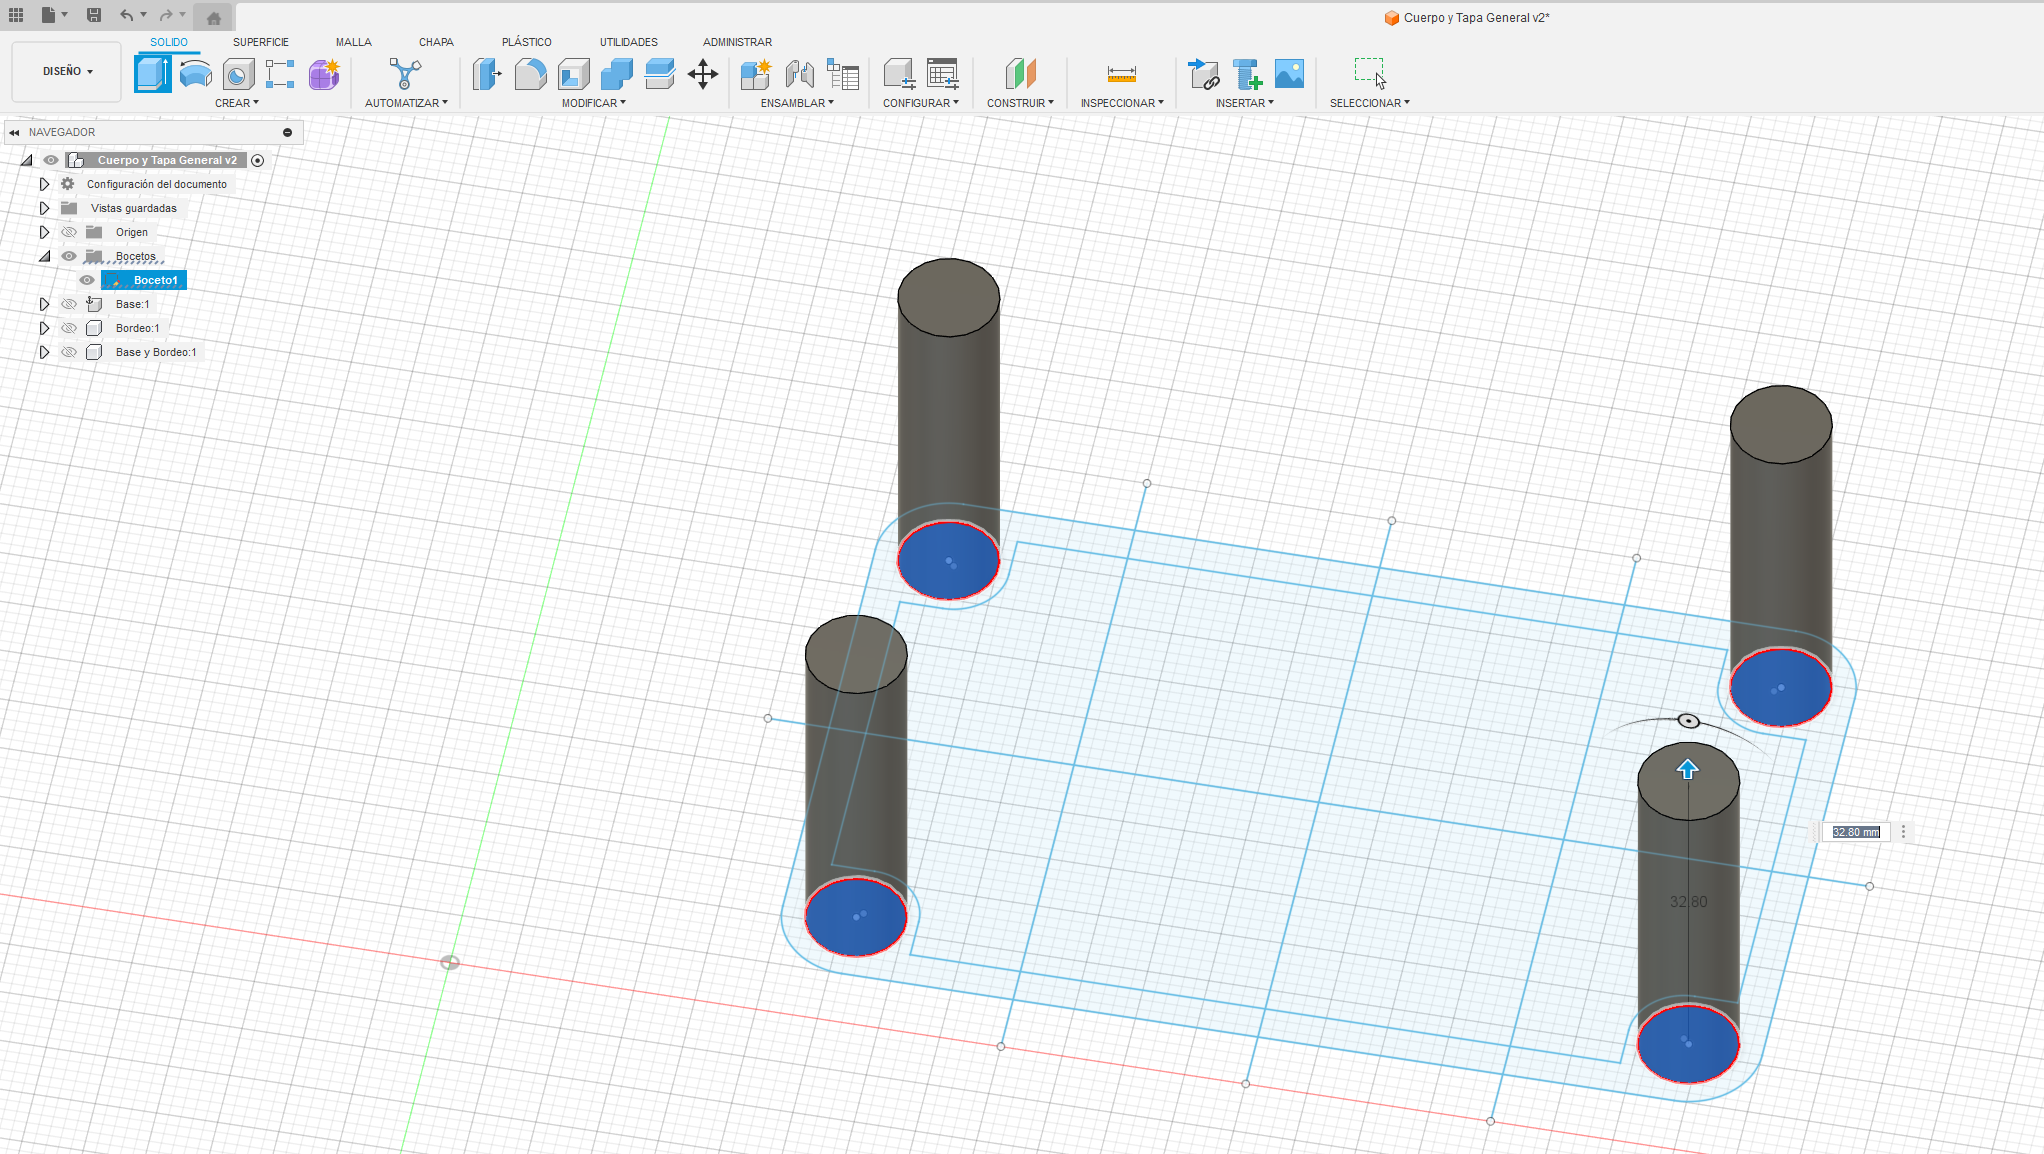 Cuerpo y Tapa General v2*
SOLIDO SUPERFICIE MALLA CHAPA PLÁSTICO UTILIDADES ADMINISTRAR
DISEÑO
CREAR AUTOMATIZAR MODIFICAR ENSAMBLAR CONFIGURAR CONSTRUIR INSPECCIONAR INSERTAR SELECCIONAR
NAVEGADOR
Cuerpo y Tapa General v2
Configuración del documento
Vistas guardadas
Origen
Bocetos
Boceto1
Base:1
Bordeo:1
Base y Bordeo:1
32.80 mm
32.80